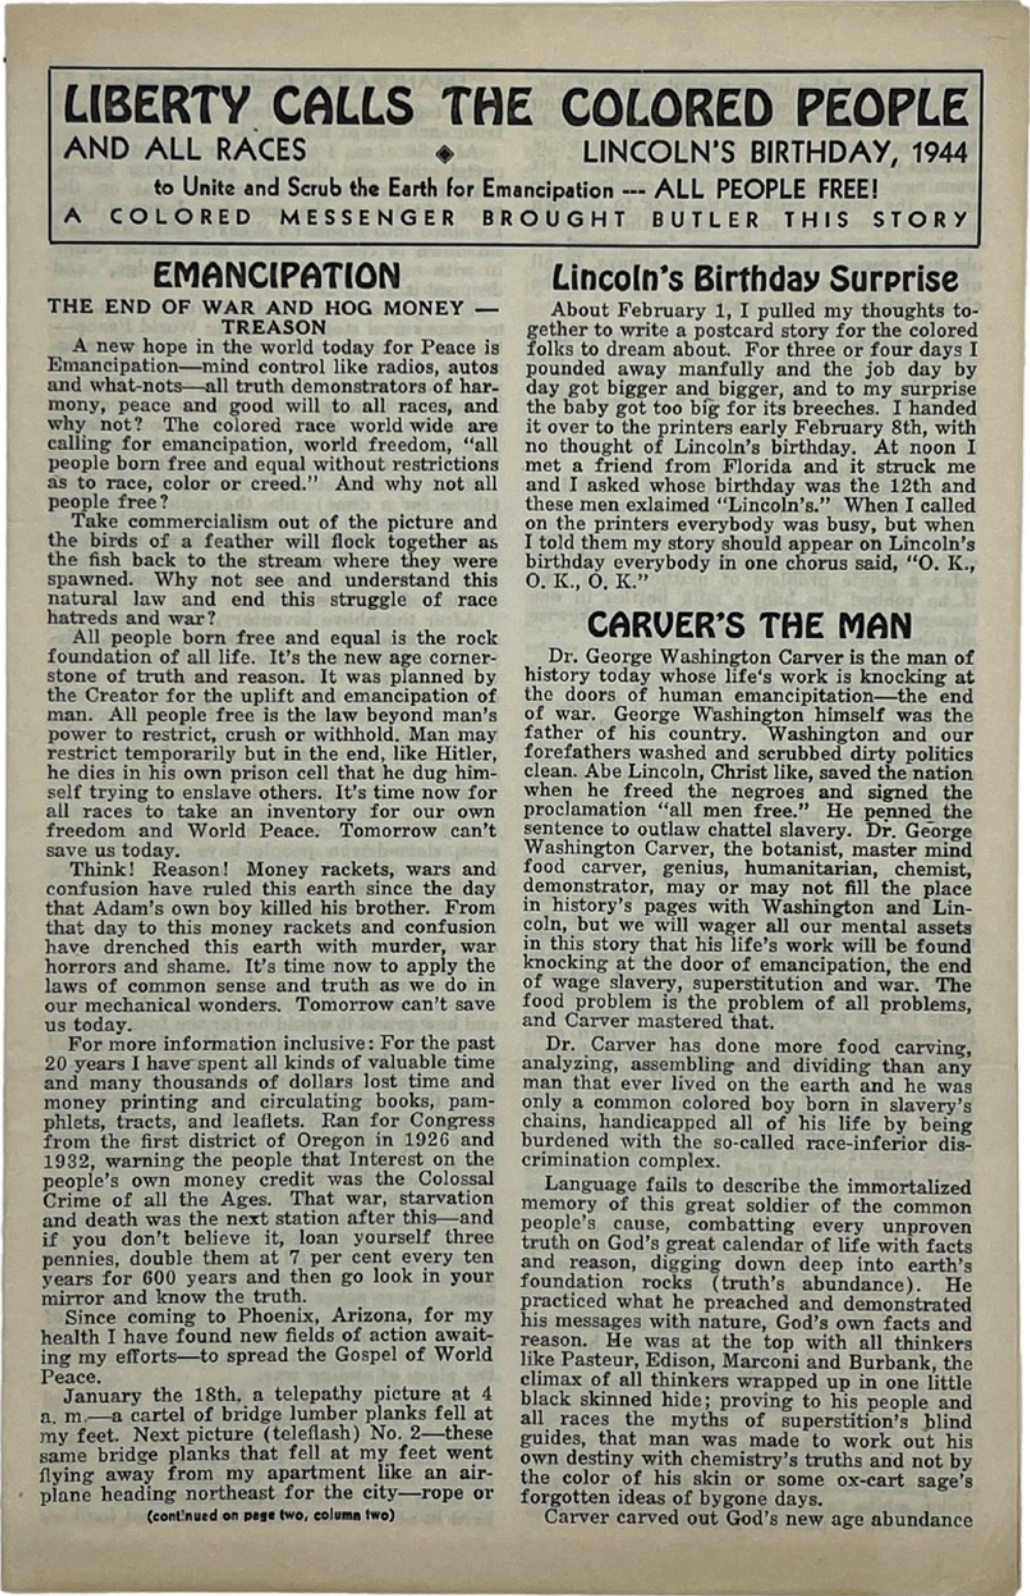 LIBERTY CALLS THE COLORED PEOPLE
AND ALL RACES ◆ LINCOLN'S BIRTHDAY, 1944
to Unite and Scrub the Earth for Emancipation --- ALL PEOPLE FREE!
A COLORED MESSENGER BROUGHT BUTLER THIS STORY
EMANCIPATION
THE END OF WAR AND HOG MONEY —
TREASON
A new hope in the world today for Peace is
Emancipation—mind control like radios, autos
and what-nots—all truth demonstrators of har-
mony, peace and good will to all races, and
why not? The colored race world wide are
calling for emancipation, world freedom, "all
people born free and equal without restrictions
as to race, color or creed." And why not all
people free?
Take commercialism out of the picture and
the birds of a feather will flock together as
the fish back to the stream where they were
spawned. Why not see and understand this
natural law and end this struggle of race
hatreds and war?
All people born free and equal is the rock
foundation of all life. It's the new age corner-
stone of truth and reason. It was planned by
the Creator for the uplift and emancipation of
man. All people free is the law beyond man's
power to restrict, crush or withhold. Man may
restrict temporarily but in the end, like Hitler,
he dies in his own prison cell that he dug him-
self trying to enslave others. It's time now for
all races to take an inventory for our own
freedom and World Peace. Tomorrow can't
save us today.
Think! Reason! Money rackets, wars and
confusion have ruled this earth since the day
that Adam's own boy killed his brother. From
that day to this money rackets and confusion
have drenched this earth with murder, war
horrors and shame. It's time now to apply the
laws of common sense and truth as we do in
our mechanical wonders. Tomorrow can't save
us today.
For more information inclusive: For the past
20 years I have spent all kinds of valuable time
and many thousands of dollars lost time and
money printing and circulating books, pam-
phlets, tracts, and leaflets. Ran for Congress
from the first district of Oregon in 1926 and
1932, warning the people that Interest on the
people's own money credit was the Colossal
Crime of all the Ages. That war, starvation
and death was the next station after this—and
if you don't believe it, loan yourself three
pennies, double them at 7 per cent every ten
years for 600 years and then go look in your
mirror and know the truth.
Since coming to Phoenix, Arizona, for my
health I have found new fields of action await-
ing my efforts—to spread the Gospel of World
Peace.
January the 18th, a telepathy picture at 4
a. m.—a cartel of bridge lumber planks fell at
my feet. Next picture (teleflash) No. 2—these
same bridge planks that fell at my feet went
flying away from my apartment like an air-
plane heading northeast for the city—rope or
(cont'nued on page two, column two)
Lincoln's Birthday Surprise
About February 1, I pulled my thoughts to-
gether to write a postcard story for the colored
folks to dream about. For three or four days I
pounded away manfully and the job day by
day got bigger and bigger, and to my surprise
the baby got too big for its breeches. I handed
it over to the printers early February 8th, with
no thought of Lincoln's birthday. At noon I
met a friend from Florida and it struck me
and I asked whose birthday was the 12th and
these men exlaimed "Lincoln's." When I called
on the printers everybody was busy, but when
I told them my story should appear on Lincoln's
birthday everybody in one chorus said, "O. K.,
O. K., O. K."
CARVER'S THE MAN
Dr. George Washington Carver is the man of
history today whose life's work is knocking at
the doors of human emancipitation—the end
of war. George Washington himself was the
father of his country. Washington and our
forefathers washed and scrubbed dirty politics
clean. Abe Lincoln, Christ like, saved the nation
when he freed the negroes and signed the
proclamation "all men free." He penned the
sentence to outlaw chattel slavery. Dr. George
Washington Carver, the botanist, master mind
food carver, genius, humanitarian, chemist,
demonstrator, may or may not fill the place
in history's pages with Washington and Lin-
coln, but we will wager all our mental assets
in this story that his life's work will be found
knocking at the door of emancipation, the end
of wage slavery, superstition and war. The
food problem is the problem of all problems,
and Carver mastered that.
Dr. Carver has done more food carving,
analyzing, assembling and dividing than any
man that ever lived on the earth and he was
only a common colored boy born in slavery's
chains, handicapped all of his life by being
burdened with the so-called race-inferior dis-
crimination complex.
Language fails to describe the immortalized
memory of this great soldier of the common
people's cause, combatting every unproven
truth on God's great calendar of life with facts
and reason, digging down deep into earth's
foundation rocks (truth's abundance). He
practiced what he preached and demonstrated
his messages with nature, God's own facts and
reason. He was at the top with all thinkers
like Pasteur, Edison, Marconi and Burbank, the
climax of all thinkers wrapped up in one little
black skinned hide; proving to his people and
all races the myths of superstition's blind
guides, that man was made to work out his
own destiny with chemistry's truths and not by
the color of his skin or some ox-cart sage's
forgotten ideas of bygone days.
Carver carved out God's new age abundance